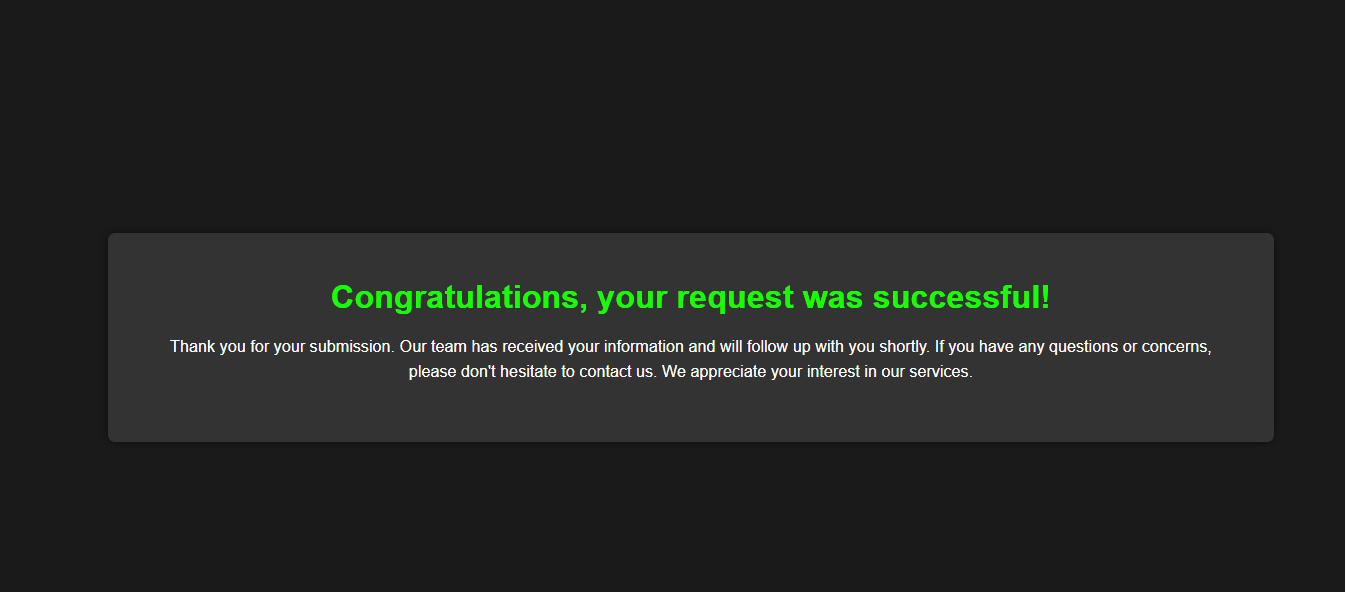 Congratulations, your request was successful!
Thank you for your submission. Our team has received your information and will follow up with you shortly. If you have any questions or concerns,
please don't hesitate to contact us. We appreciate your interest in our services.